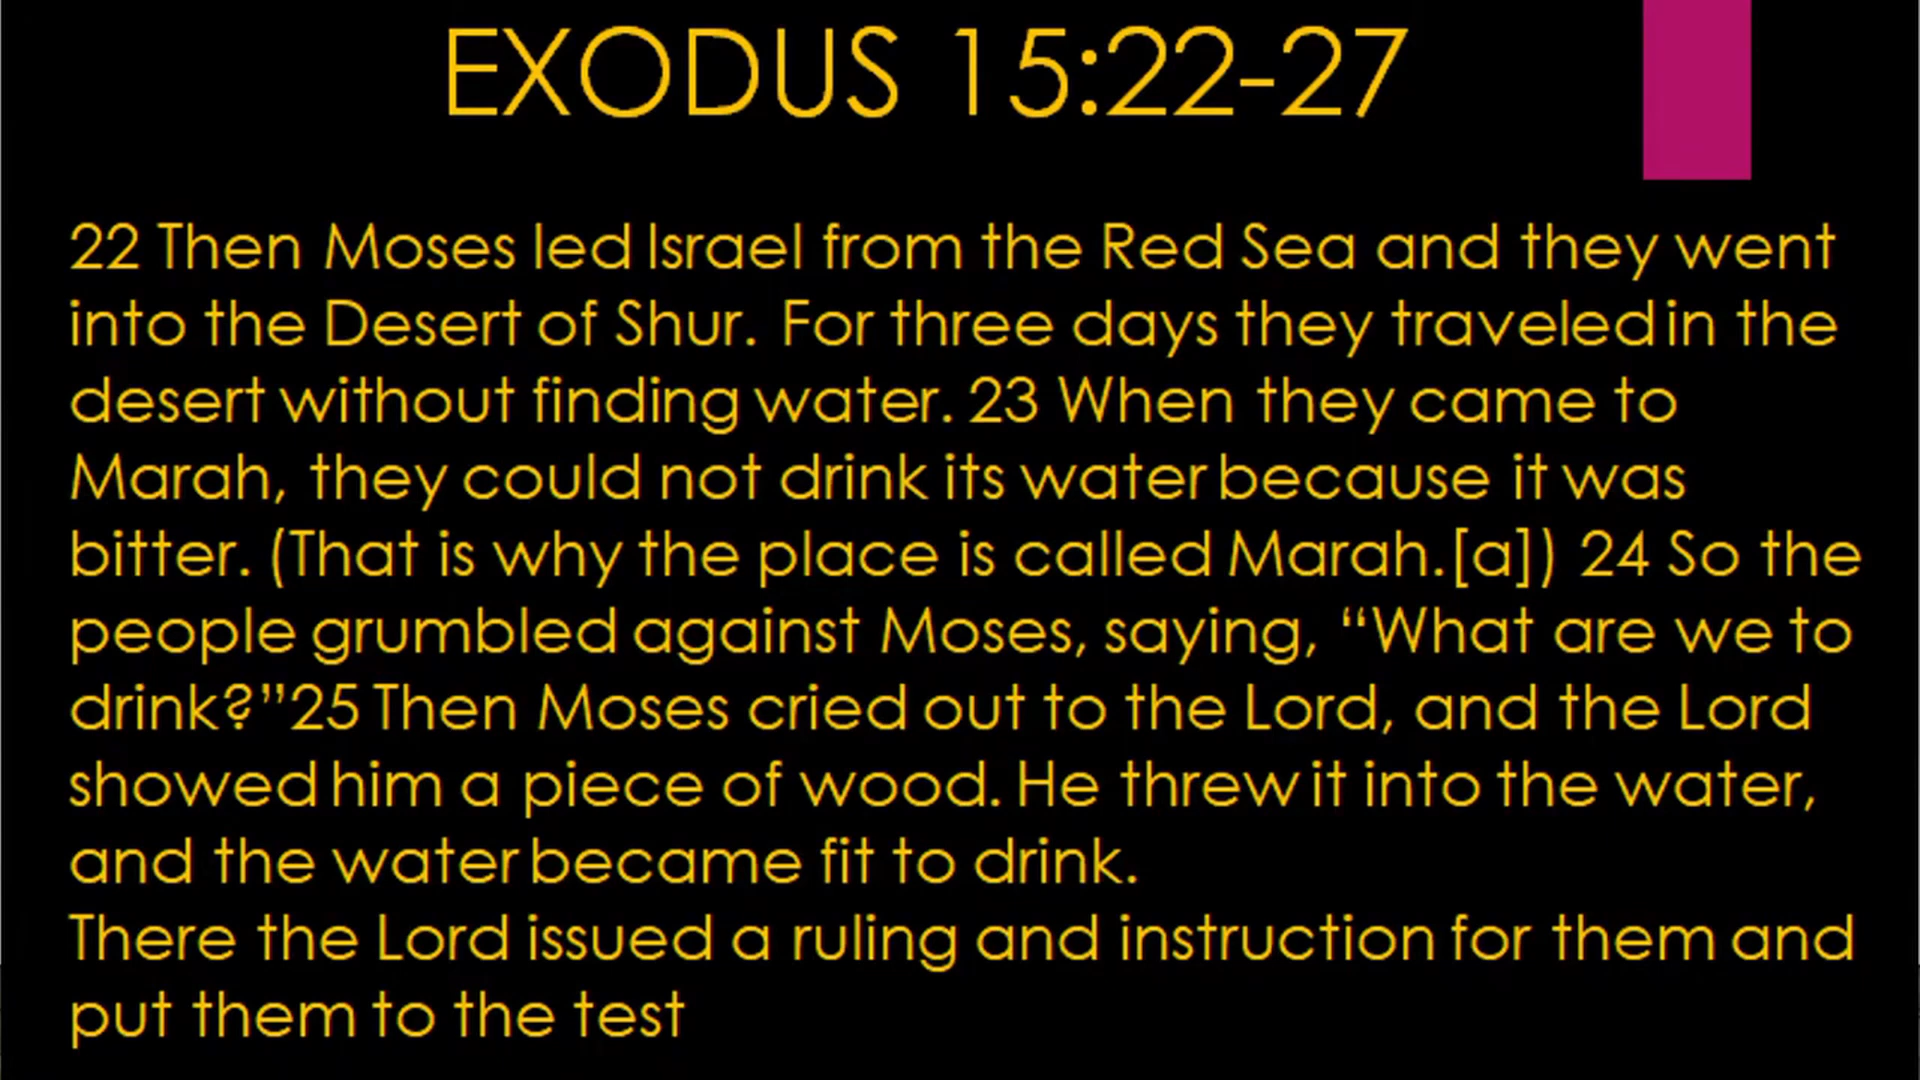 EXODUS 15:22-27
22 Then Moses led Israel from the Red Sea and they went
into the Desert of Shur. For three days they traveled in the
desert without finding water. 23 When they came to
Marah, they could not drink its water because it was
bitter. (That is why the place is called Marah.[a]) 24 So the
people grumbled against Moses, saying, “What are we to
drink?”25 Then Moses cried out to the Lord, and the Lord
showed him a piece of wood. He threw it into the water,
and the water became fit to drink.
There the Lord issued a ruling and instruction for them and
put them to the test